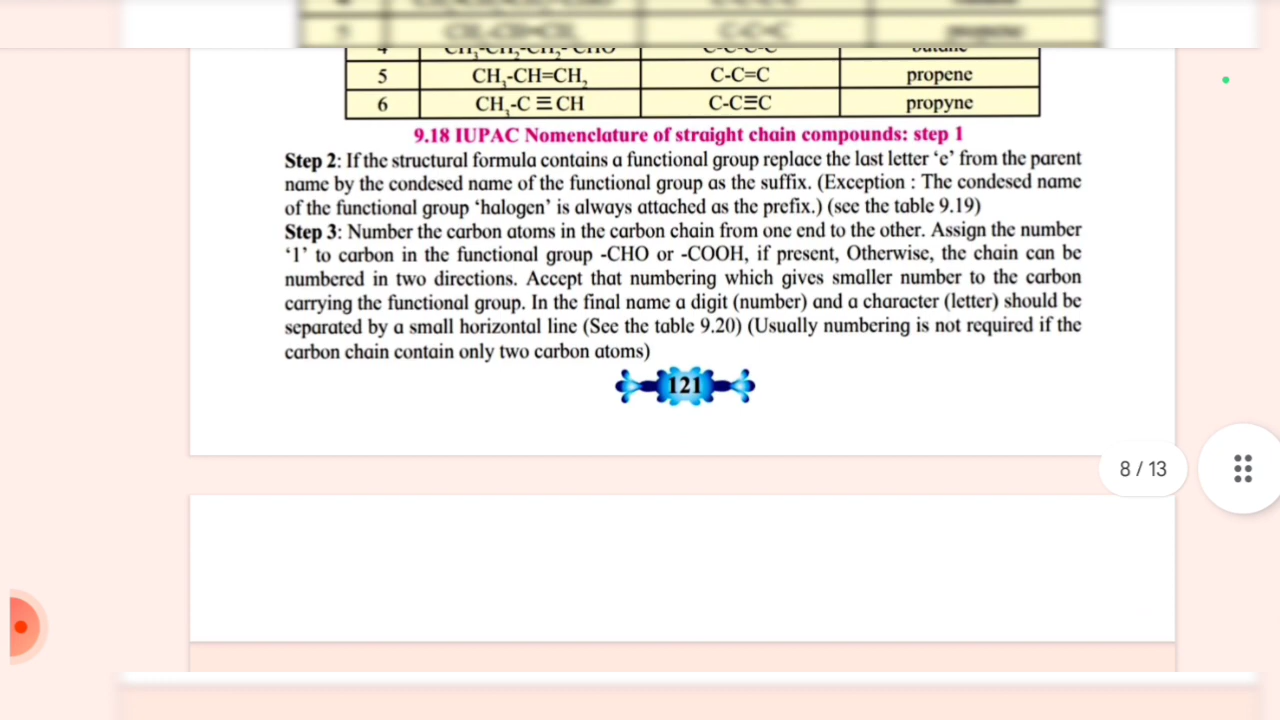 4 CH₃-CH₂-CH₂- CHO C-C-C-C butane
5 CH₃-CH=CH₂ C-C=C propene
6 CH₃-C ≡ CH C-C≡C propyne
9.18 IUPAC Nomenclature of straight chain compounds: step 1
Step 2: If the structural formula contains a functional group replace the last letter ‘e’ from the parent
name by the condesed name of the functional group as the suffix. (Exception : The condesed name
of the functional group ‘halogen’ is always attached as the prefix.) (see the table 9.19)
Step 3: Number the carbon atoms in the carbon chain from one end to the other. Assign the number
‘1’ to carbon in the functional group -CHO or -COOH, if present, Otherwise, the chain can be
numbered in two directions. Accept that numbering which gives smaller number to the carbon
carrying the functional group. In the final name a digit (number) and a character (letter) should be
separated by a small horizontal line (See the table 9.20) (Usually numbering is not required if the
carbon chain contain only two carbon atoms)
121
8 / 13